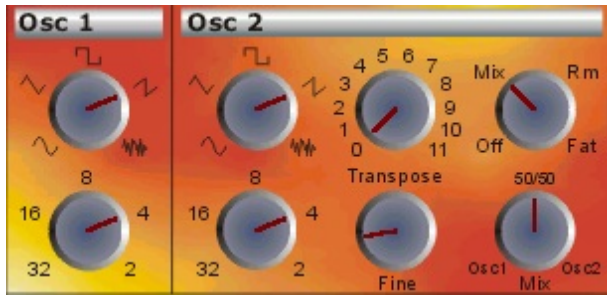 Osc 1
Osc 2
0 1 2 3 4 5 6 7 8 9 10 11
Transpose
Off Mix Rm Fat
32 16 8 4 2
32 16 8 4 2
Fine
50/50
Osc1 Osc2
Mix